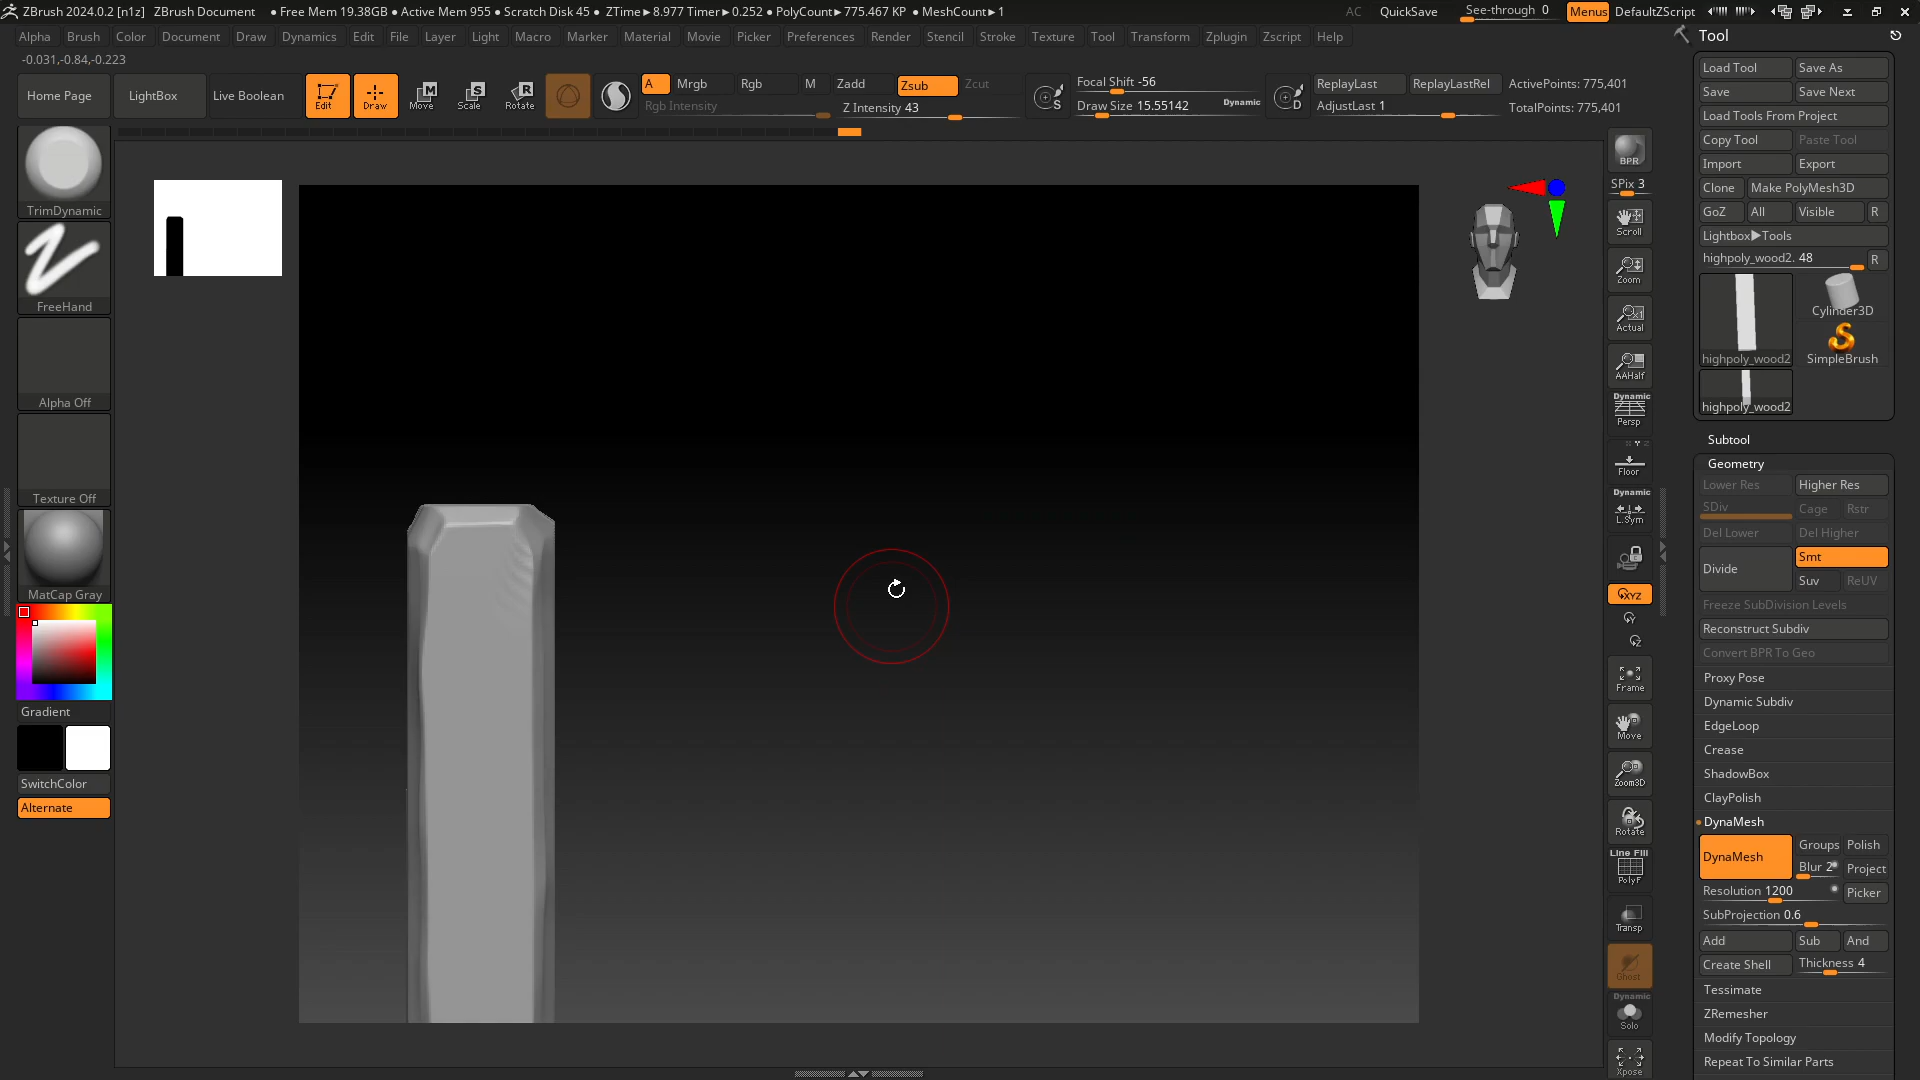 ZBrush 2024.0.2 [n1z] ZBrush Document ● Free Mem 19.38GB ● Active Mem 955 ● Scratch Disk 45 ● ZTime►8.977 Timer►0.252 ● PolyCount►775.467 KP ● MeshCount►1 AC QuickSave See-through 0 Menus DefaultZScript
Alpha Brush Color Document Draw Dynamics Edit File Layer Light Macro Marker Material Movie Picker Preferences Render Stencil Stroke Texture Tool Transform Zplugin Zscript Help
-0.031,-0.84,-0.223
Home Page LightBox Live Boolean Edit Draw Move Scale Rotate A Mrgb Rgb M Zadd Zsub Zcut
Rgb Intensity Z Intensity 43
Focal Shift -56
Draw Size 15.55142 Dynamic
ReplayLast ReplayLastRel
AdjustLast 1
ActivePoints: 775,401
TotalPoints: 775,401
TrimDynamic
FreeHand
Alpha Off
Texture Off
MatCap Gray
Gradient
SwitchColor
Alternate
BPR
SPix 3
Scroll
Zoom
Actual
AAHalf
Dynamic
Persp
Floor
Dynamic
L.Sym
XYZ
Y
Z
Frame
Move
Zoom3D
Rotate
Line Fill
PolyF
Transp
Ghost
Dynamic
Solo
Xpose
Tool
Load Tool Save As
Save Save Next
Load Tools From Project
Copy Tool Paste Tool
Import Export
Clone Make PolyMesh3D
GoZ All Visible R
Lightbox►Tools
highpoly_wood2. 48 R
Cylinder3D
highpoly_wood2 SimpleBrush
highpoly_wood2
Subtool
Geometry
Lower Res Higher Res
SDiv Cage Rstr
Del Lower Del Higher
Divide Smt
Suv ReUV
Freeze SubDivision Levels
Reconstruct Subdiv
Convert BPR To Geo
Proxy Pose
Dynamic Subdiv
EdgeLoop
Crease
ShadowBox
ClayPolish
DynaMesh
DynaMesh Groups Polish
Blur 2 Project
Resolution 1200 Picker
SubProjection 0.6
Add Sub And
Create Shell Thickness 4
Tessimate
ZRemesher
Modify Topology
Repeat To Similar Parts